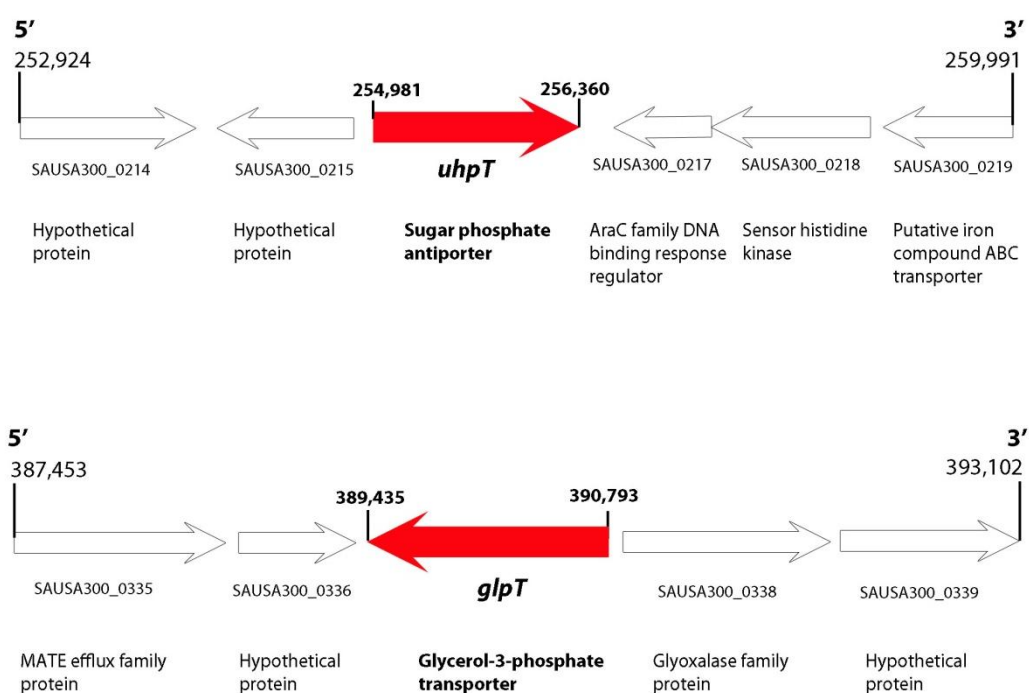 5′ 3′
252,924 259,991
254,981 256,360
SAUSA300_0214 SAUSA300_0215 uhpT SAUSA300_0217 SAUSA300_0218 SAUSA300_0219
Hypothetical
protein
Hypothetical
protein
Sugar phosphate
antiporter
AraC family DNA
binding response
regulator
Sensor histidine
kinase
Putative iron
compound ABC
transporter
5′ 3′
387,453 393,102
389,435 390,793
SAUSA300_0335 SAUSA300_0336 glpT SAUSA300_0338 SAUSA300_0339
MATE efflux family
protein
Hypothetical
protein
Glycerol-3-phosphate
transporter
Glyoxalase family
protein
Hypothetical
protein